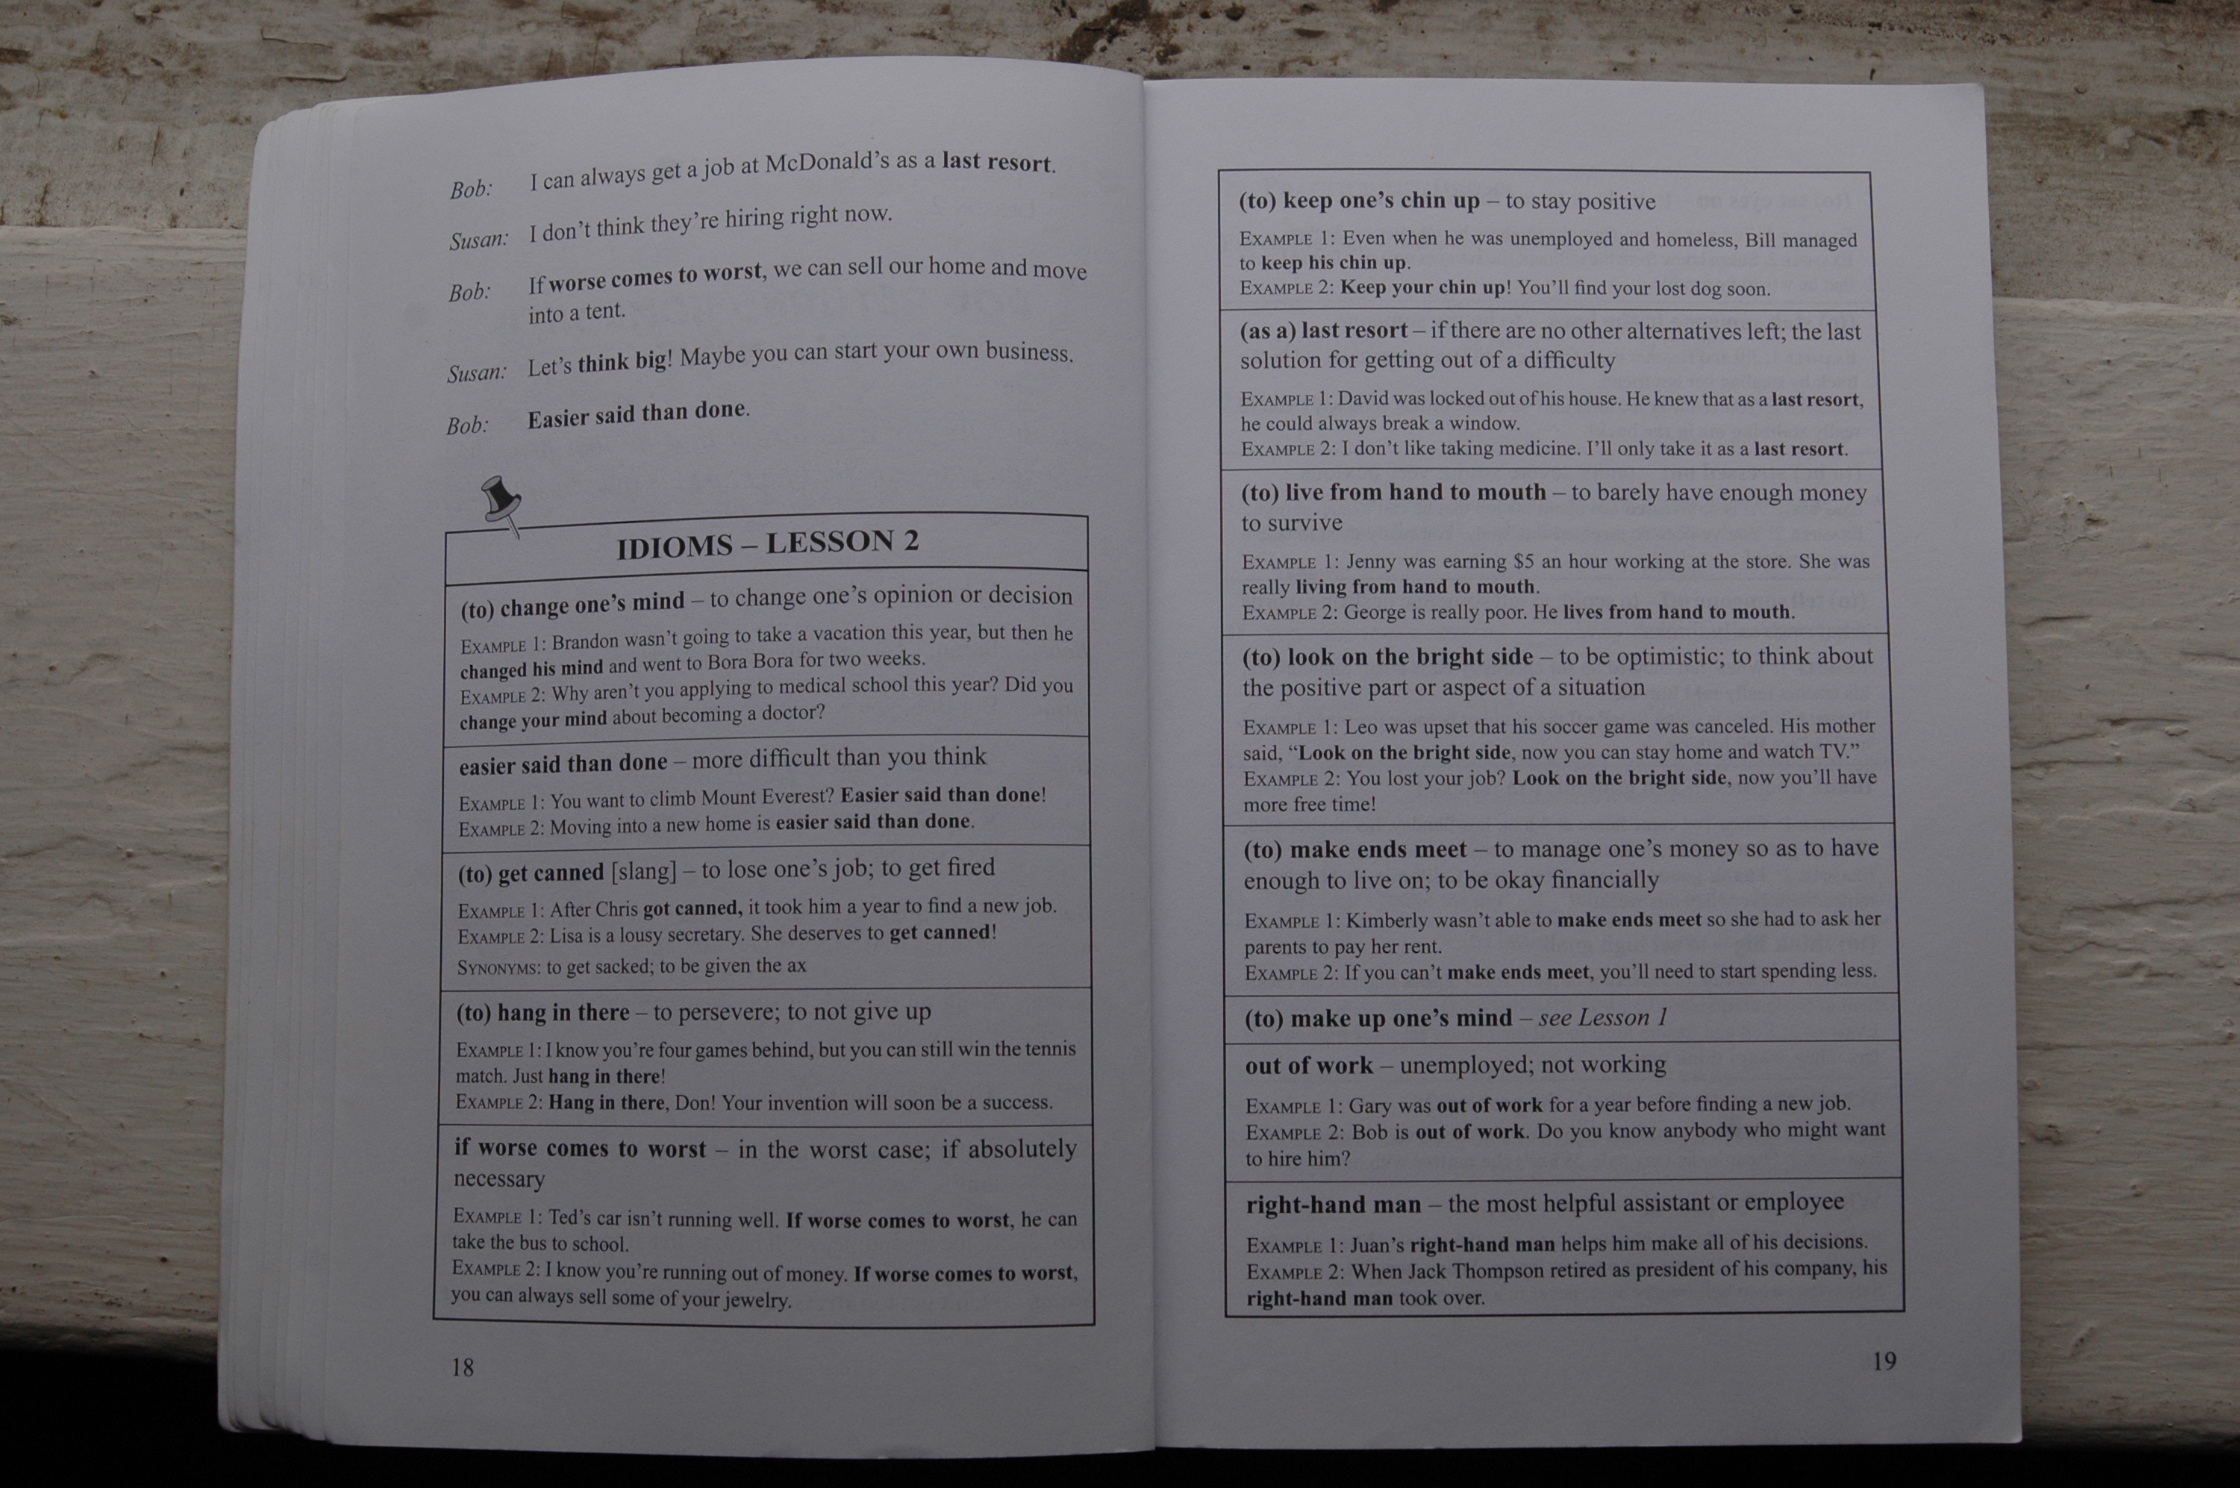 Bob: I can always get a job at McDonald's as a last resort.
Susan: I don't think they're hiring right now.
Bob: If worse comes to worst, we can sell our home and move
into a tent.
Susan: Let's think big! Maybe you can start your own business.
Bob: Easier said than done.
IDIOMS – LESSON 2
(to) change one's mind – to change one's opinion or decision
EXAMPLE 1: Brandon wasn't going to take a vacation this year, but then he
changed his mind and went to Bora Bora for two weeks.
EXAMPLE 2: Why aren't you applying to medical school this year? Did you
change your mind about becoming a doctor?
easier said than done – more difficult than you think
EXAMPLE 1: You want to climb Mount Everest? Easier said than done!
EXAMPLE 2: Moving into a new home is easier said than done.
(to) get canned [slang] – to lose one's job; to get fired
EXAMPLE 1: After Chris got canned, it took him a year to find a new job.
EXAMPLE 2: Lisa is a lousy secretary. She deserves to get canned!
SYNONYMS: to get sacked; to be given the ax
(to) hang in there – to persevere; to not give up
EXAMPLE 1: I know you're four games behind, but you can still win the tennis
match. Just hang in there!
EXAMPLE 2: Hang in there, Don! Your invention will soon be a success.
if worse comes to worst – in the worst case; if absolutely
necessary
EXAMPLE 1: Ted's car isn't running well. If worse comes to worst, he can
take the bus to school.
EXAMPLE 2: I know you're running out of money. If worse comes to worst,
you can always sell some of your jewelry.
18
(to) keep one's chin up – to stay positive
EXAMPLE 1: Even when he was unemployed and homeless, Bill managed
to keep his chin up.
EXAMPLE 2: Keep your chin up! You'll find your lost dog soon.
(as a) last resort – if there are no other alternatives left; the last
solution for getting out of a difficulty
EXAMPLE 1: David was locked out of his house. He knew that as a last resort,
he could always break a window.
EXAMPLE 2: I don't like taking medicine. I'll only take it as a last resort.
(to) live from hand to mouth – to barely have enough money
to survive
EXAMPLE 1: Jenny was earning $5 an hour working at the store. She was
really living from hand to mouth.
EXAMPLE 2: George is really poor. He lives from hand to mouth.
(to) look on the bright side – to be optimistic; to think about
the positive part or aspect of a situation
EXAMPLE 1: Leo was upset that his soccer game was canceled. His mother
said, “Look on the bright side, now you can stay home and watch TV.”
EXAMPLE 2: You lost your job? Look on the bright side, now you'll have
more free time!
(to) make ends meet – to manage one's money so as to have
enough to live on; to be okay financially
EXAMPLE 1: Kimberly wasn't able to make ends meet so she had to ask her
parents to pay her rent.
EXAMPLE 2: If you can't make ends meet, you'll need to start spending less.
(to) make up one's mind – see Lesson 1
out of work – unemployed; not working
EXAMPLE 1: Gary was out of work for a year before finding a new job.
EXAMPLE 2: Bob is out of work. Do you know anybody who might want
to hire him?
right-hand man – the most helpful assistant or employee
EXAMPLE 1: Juan's right-hand man helps him make all of his decisions.
EXAMPLE 2: When Jack Thompson retired as president of his company, his
right-hand man took over.
19